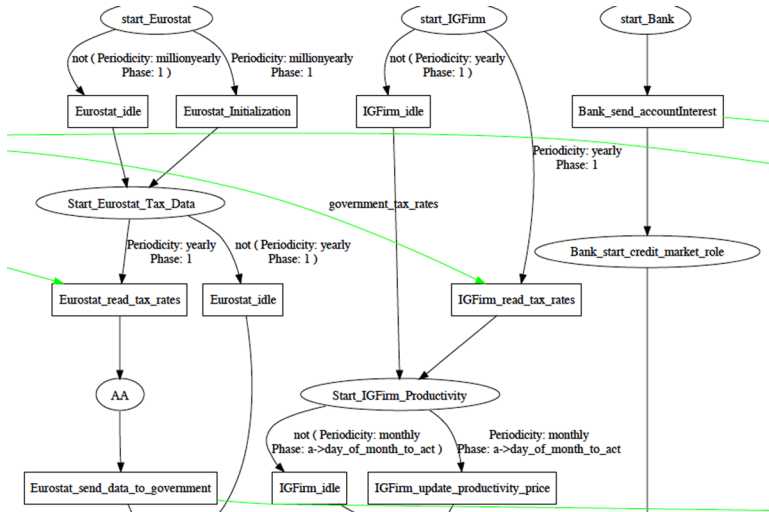 start_Eurostat
start_IGFirm
start_Bank
not ( Periodicity: millionyearly
Phase: 1 )
Periodicity: millionyearly
Phase: 1
not ( Periodicity: yearly
Phase: 1 )
Eurostat_idle
Eurostat_Initialization
IGFirm_idle
Bank_send_accountInterest
Periodicity: yearly
Phase: 1
Start_Eurostat_Tax_Data
government_tax_rates
Periodicity: yearly
Phase: 1
not ( Periodicity: yearly
Phase: 1 )
Bank_start_credit_market_role
Eurostat_read_tax_rates
Eurostat_idle
IGFirm_read_tax_rates
AA
Start_IGFirm_Productivity
not ( Periodicity: monthly
Phase: a->day_of_month_to_act )
Periodicity: monthly
Phase: a->day_of_month_to_act
Eurostat_send_data_to_government
IGFirm_idle
IGFirm_update_productivity_price